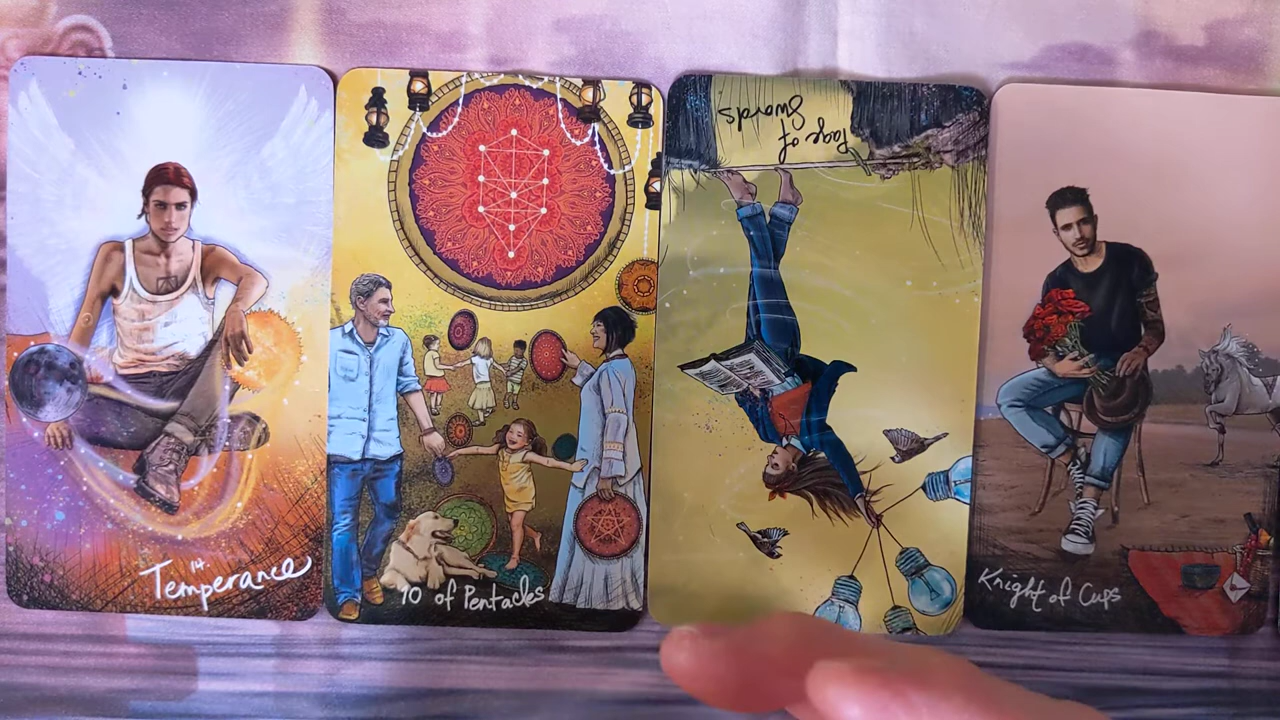 14.
Temperance
10 of Pentacles
Page of
Swords
Knight of Cups